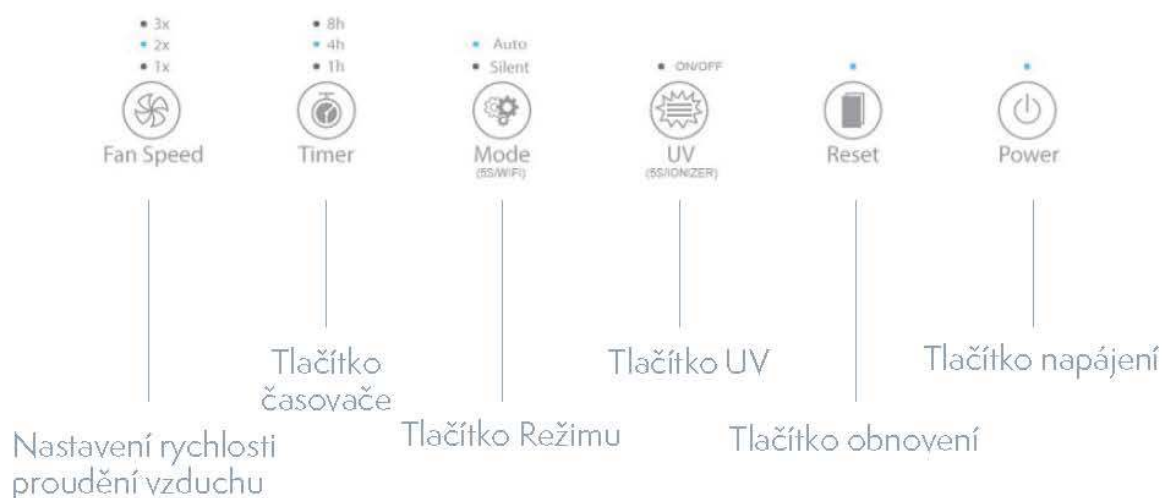 3x
2x
1x
Fan Speed
8h
4h
1h
Timer
Auto
Silent
Mode
(5S/WIFI)
ON/OFF
UV
(5S/IONIZER)
Reset
Power
Tlačítko
časovače
Tlačítko UV
Tlačítko napájení
Nastavení rychlosti
proudění vzduchu
Tlačítko Režimu
Tlačítko obnovení